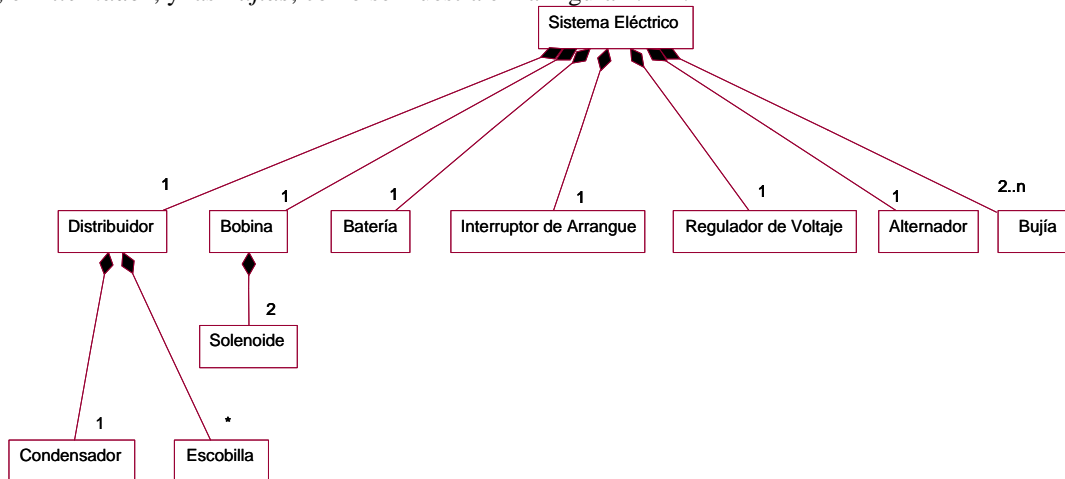 Sistema Eléctrico
1 1 1 1 1 1 2..n
Distribuidor Bobina Batería Interruptor de Arrangue Regulador de Voltaje Alternador Bujía
2
Solenoide
1 *
Condensador Escobilla